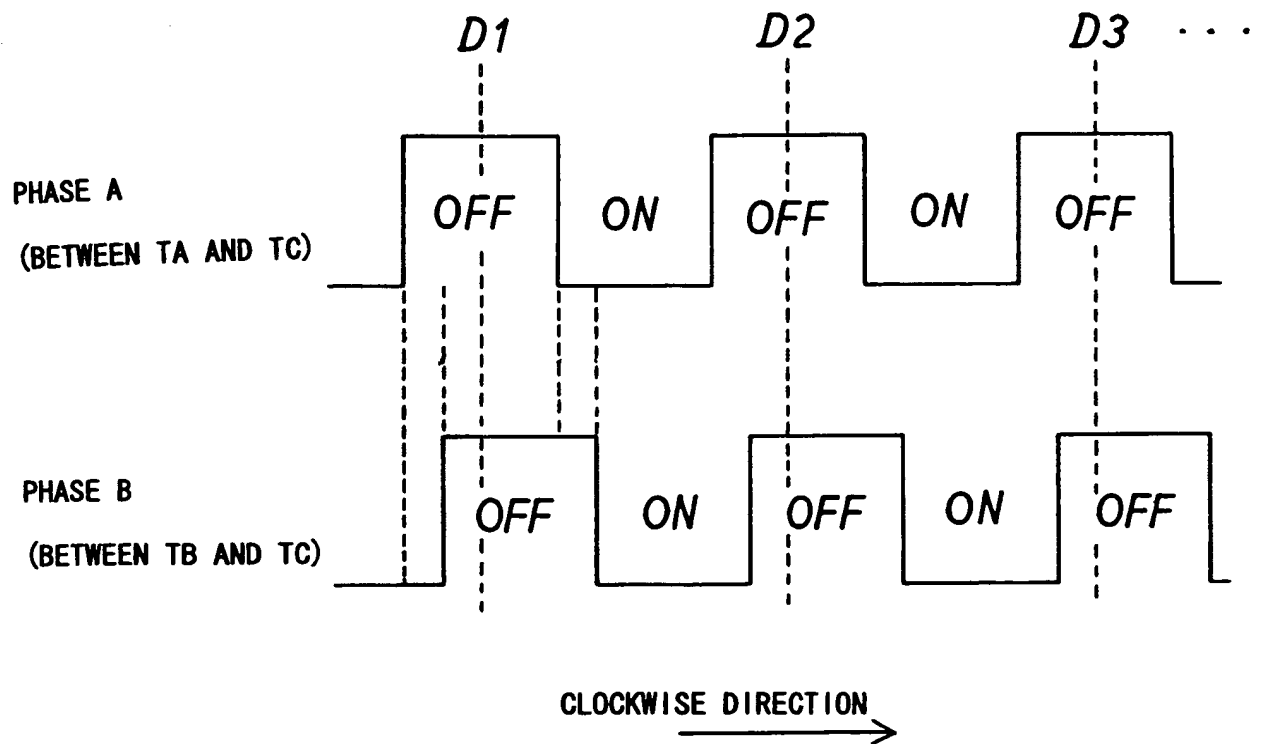 D1 D2 D3 ...
PHASE A
OFF ON OFF ON OFF
(BETWEEN TA AND TC)
PHASE B
OFF ON OFF ON OFF
(BETWEEN TB AND TC)
CLOCKWISE DIRECTION